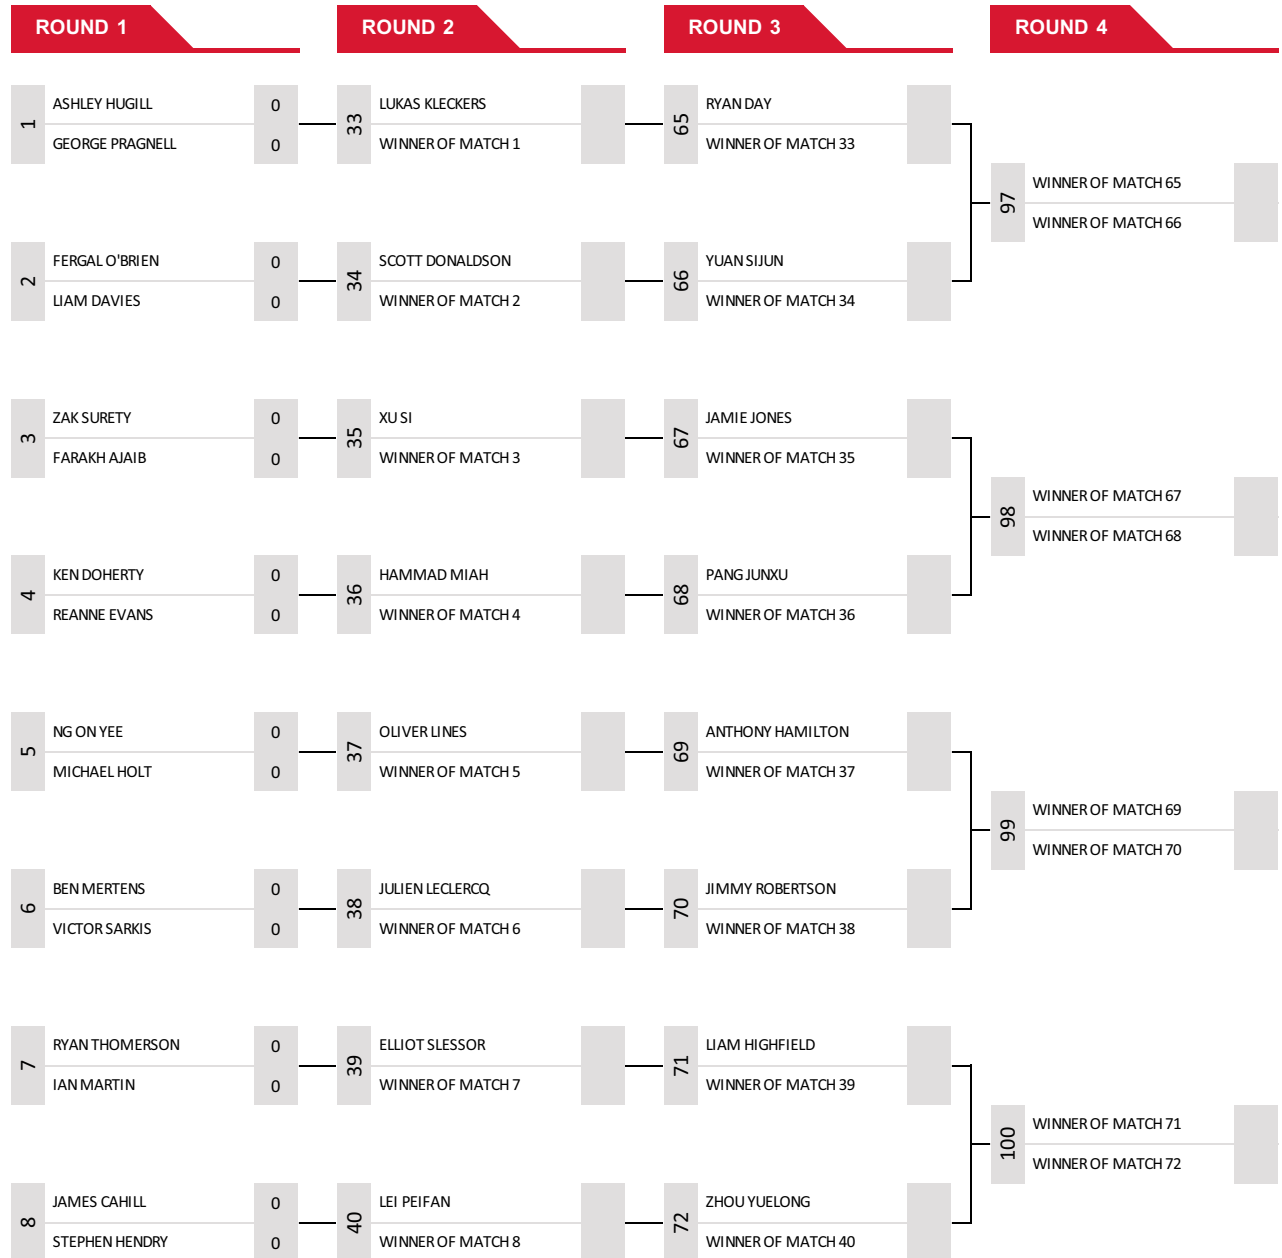 ROUND 1
ROUND 2
ROUND 3
ROUND 4
1
ASHLEY HUGILL 0
GEORGE PRAGNELL 0
33
LUKAS KLECKERS
WINNER OF MATCH 1
65
RYAN DAY
WINNER OF MATCH 33
97
WINNER OF MATCH 65
WINNER OF MATCH 66
2
FERGAL O'BRIEN 0
LIAM DAVIES 0
34
SCOTT DONALDSON
WINNER OF MATCH 2
66
YUAN SIJUN
WINNER OF MATCH 34
3
ZAK SURETY 0
FARAKH AJAIB 0
35
XU SI
WINNER OF MATCH 3
67
JAMIE JONES
WINNER OF MATCH 35
98
WINNER OF MATCH 67
WINNER OF MATCH 68
4
KEN DOHERTY 0
REANNE EVANS 0
36
HAMMAD MIAH
WINNER OF MATCH 4
68
PANG JUNXU
WINNER OF MATCH 36
5
NG ON YEE 0
MICHAEL HOLT 0
37
OLIVER LINES
WINNER OF MATCH 5
69
ANTHONY HAMILTON
WINNER OF MATCH 37
99
WINNER OF MATCH 69
WINNER OF MATCH 70
6
BEN MERTENS 0
VICTOR SARKIS 0
38
JULIEN LECLERCQ
WINNER OF MATCH 6
70
JIMMY ROBERTSON
WINNER OF MATCH 38
7
RYAN THOMERSON 0
IAN MARTIN 0
39
ELLIOT SLESSOR
WINNER OF MATCH 7
71
LIAM HIGHFIELD
WINNER OF MATCH 39
100
WINNER OF MATCH 71
WINNER OF MATCH 72
8
JAMES CAHILL 0
STEPHEN HENDRY 0
40
LEI PEIFAN
WINNER OF MATCH 8
72
ZHOU YUELONG
WINNER OF MATCH 40